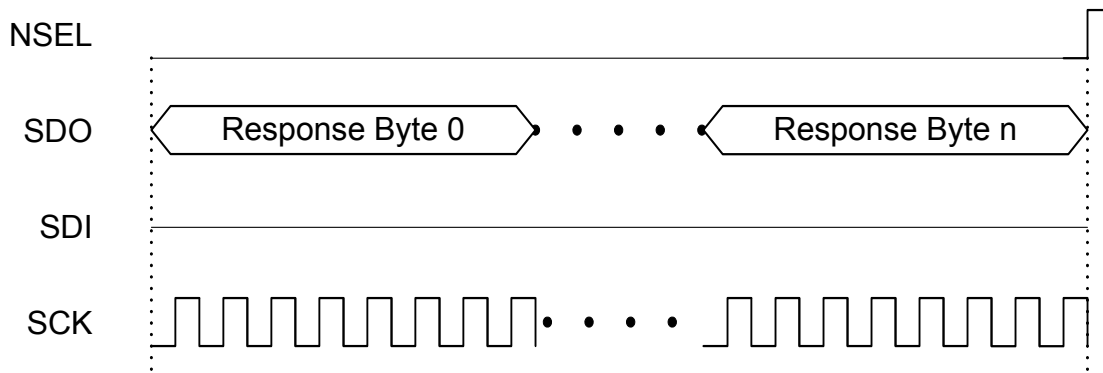 NSEL
SDO
Response Byte 0
Response Byte n
SDI
SCK